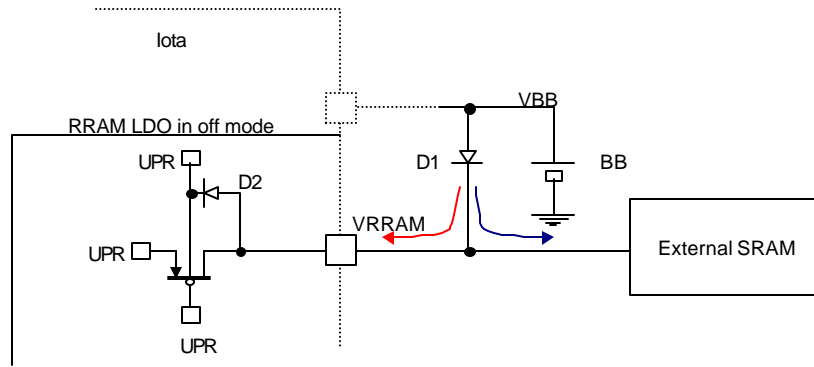 Iota
VBB
RRAM LDO in off mode
UPR
D2
D1
BB
VRRAM
UPR
External SRAM
UPR